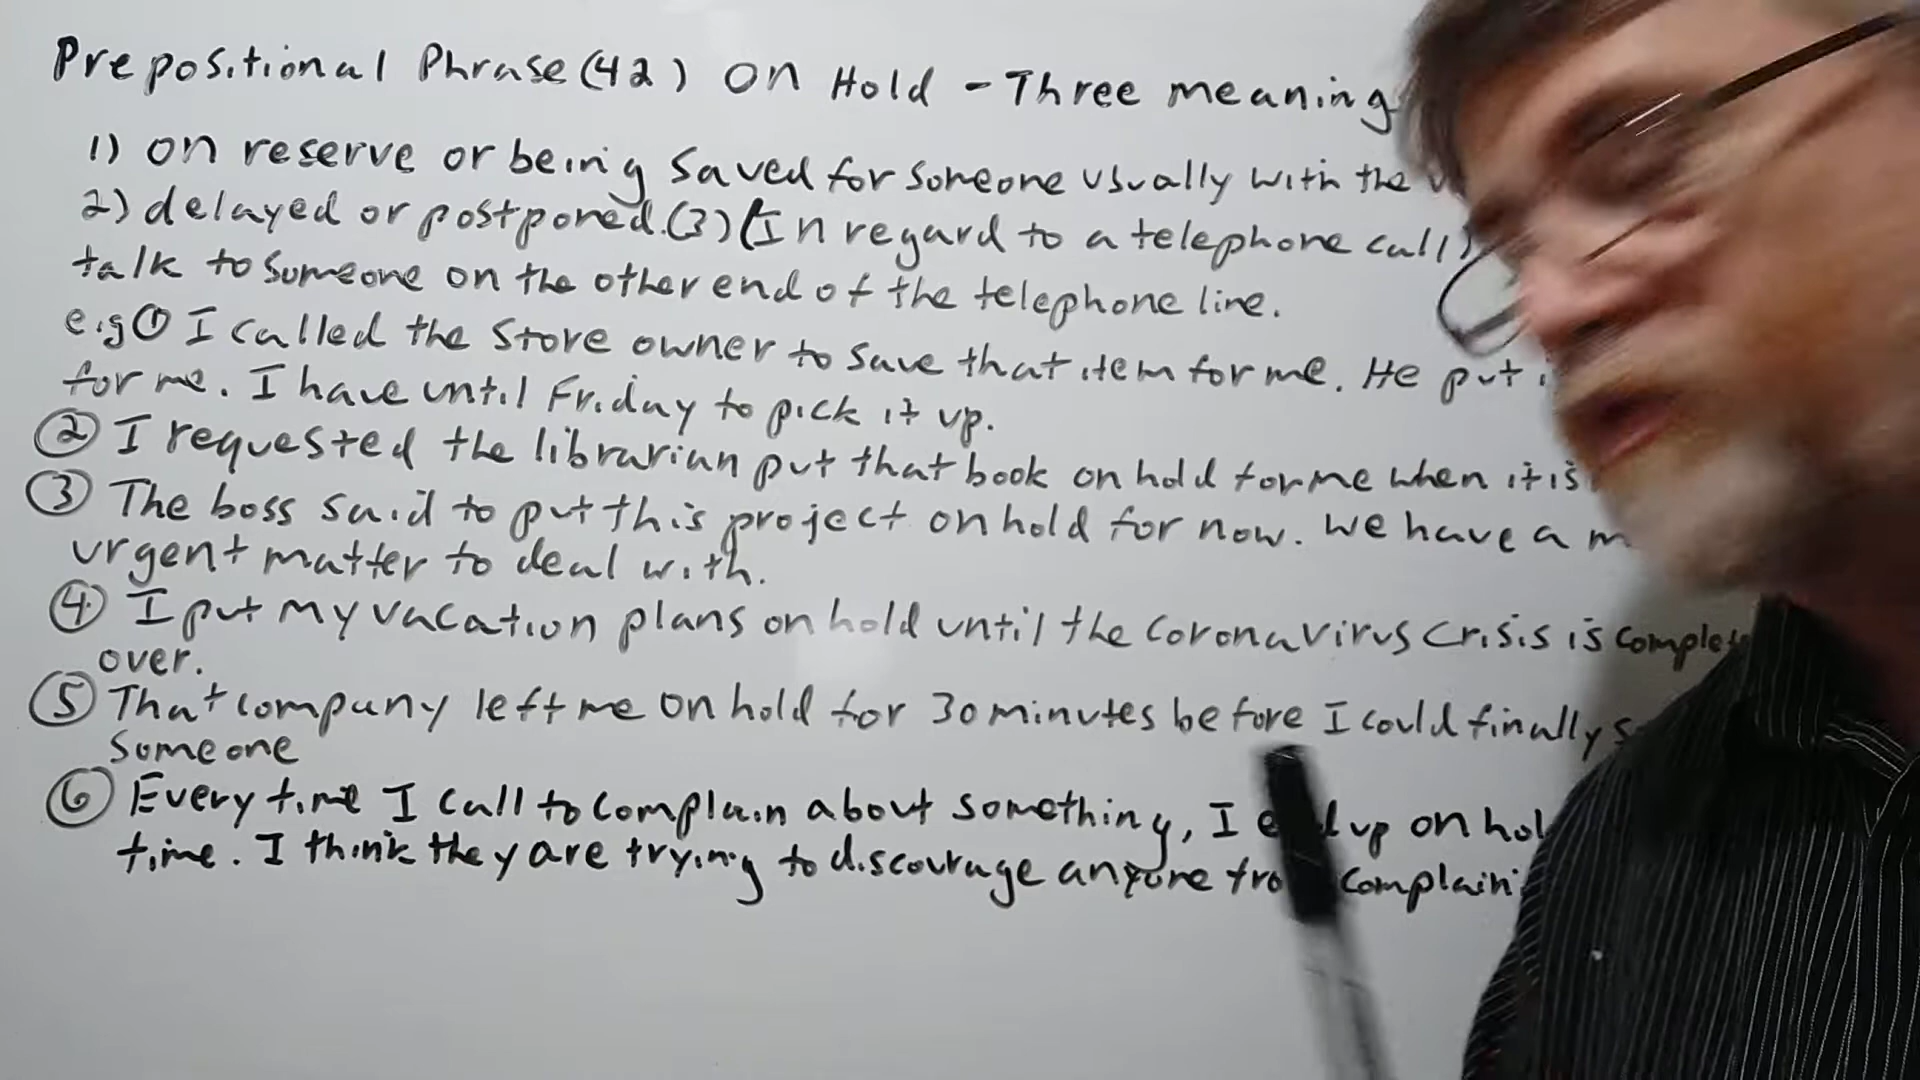 Prepositional Phrase (42) On Hold - Three meaning
1) on reserve or being saved for someone usually with the
2) delayed or postponed. (3) (In regard to a telephone call)
talk to someone on the other end of the telephone line.
e.g ① I called the store owner to save that item for me. He put
for me. I have until Friday to pick it up.
② I requested the librarian put that book on hold for me when it is
③ The boss said to put this project on hold for now. We have a
urgent matter to deal with.
④ I put my vacation plans on hold until the coronavirus crisis is
over.
⑤ That company left me on hold for 30 minutes before I could finally
someone
⑥ Every time I call to complain about something, I up on
time. I think they are trying to discourage anyone